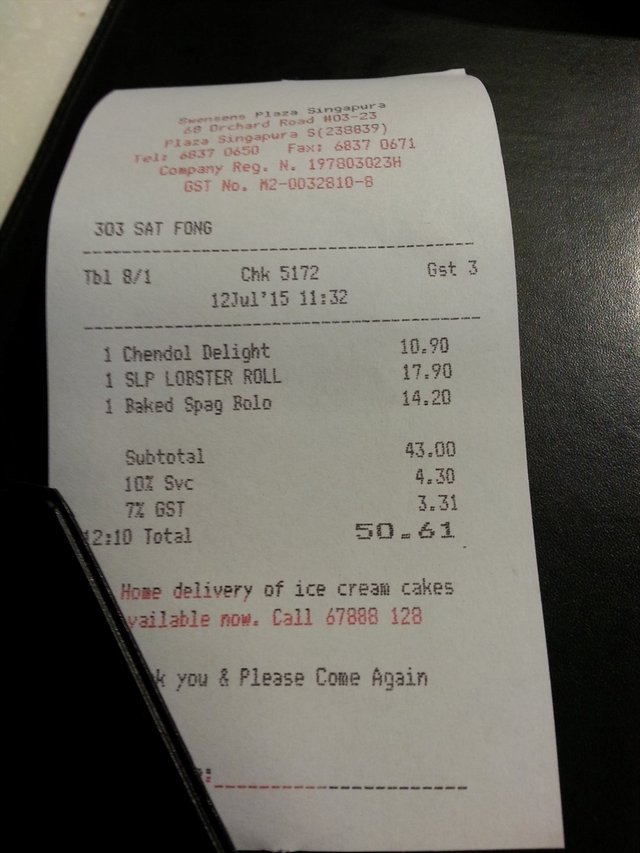 Swensens Plaza Singapura
68 Orchard Road #03-23
Plaza Singapura S(238839)
Tel: 6837 0650 Fax: 6837 0671
Company Reg. N. 197803023H
GST No. M2-0032810-8
303 SAT FONG
Tbl 8/1 Chk 5172 Gst 3
12Jul'15 11:32
1 Chendol Delight 10.90
1 SLP LOBSTER ROLL 17.90
1 Baked Spag Bolo 14.20
Subtotal 43.00
10% Svc 4.30
7% GST 3.31
12:10 Total 50.61
Home delivery of ice cream cakes
vailable now. Call 67888 128
k you & Please Come Again